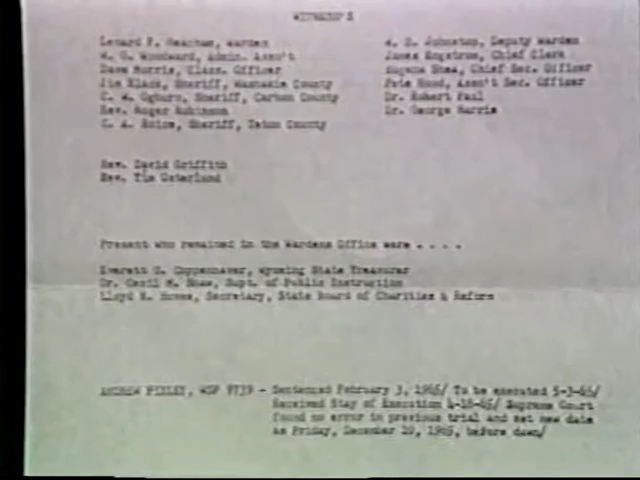 WITNESSES
Lenard F. Meacham, Warden
W. G. Woodward, Admin. Ass't
Dave Morris, Class. Officer
Jim Black, Sheriff, Washakie County
C. W. Ogburn, Sheriff, Carbon County
Rev. Roger Robinson
C. A. Sheriff, Teton County
Rev. David Griffith
Rev. Tim Osterlund
W. D. Johnston, Deputy Warden
James Engstrom, Chief Clerk
Eugene Shea, Chief Sec. Officer
Pete Hood, Assn't Sec. Officer
Dr. Robert Paul
Dr. George Harris
Present who remained in the Wardens Office were . . . .
Everett Copenhaver, Wyoming State Treasurer
Dr. Cecil M. Shaw, Supt. of Public Instruction
Lloyd Hovee, Secretary, State Board of Charities & Reform
ANDREW PIXLEY, WSP 9739 - Sentenced February 3, 1965/ To be executed 5-3-65/
Received Stay of Execution 4-18-65/ Supreme Court
found no error in previous trial and set new date
as Friday, December 10, 1965, before dawn/